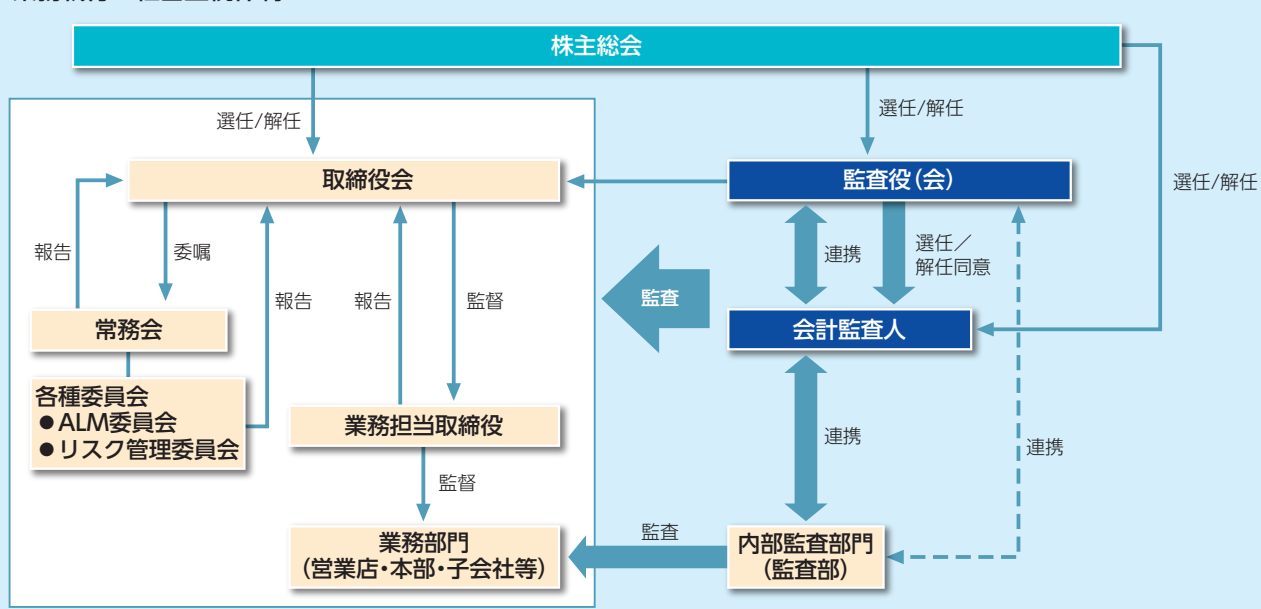 株主総会
選任/解任
選任/解任
選任/解任
取締役会
監査役(会)
報告
委嘱
報告
報告
監督
連携
選任／
解任同意
監査
常務会
会計監査人
各種委員会
●ALM委員会
●リスク管理委員会
業務担当取締役
連携
連携
監督
業務部門
(営業店・本部・子会社等)
監査
内部監査部門
(監査部)